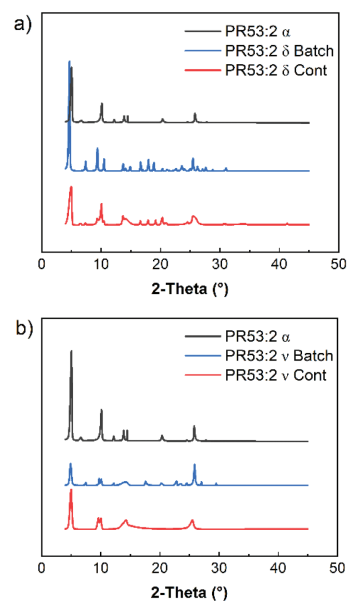 a)
PR53:2 α
PR53:2 δ Batch
PR53:2 δ Cont
0 10 20 30 40 50
2-Theta (°)
b)
PR53:2 α
PR53:2 ν Batch
PR53:2 ν Cont
0 10 20 30 40 50
2-Theta (°)